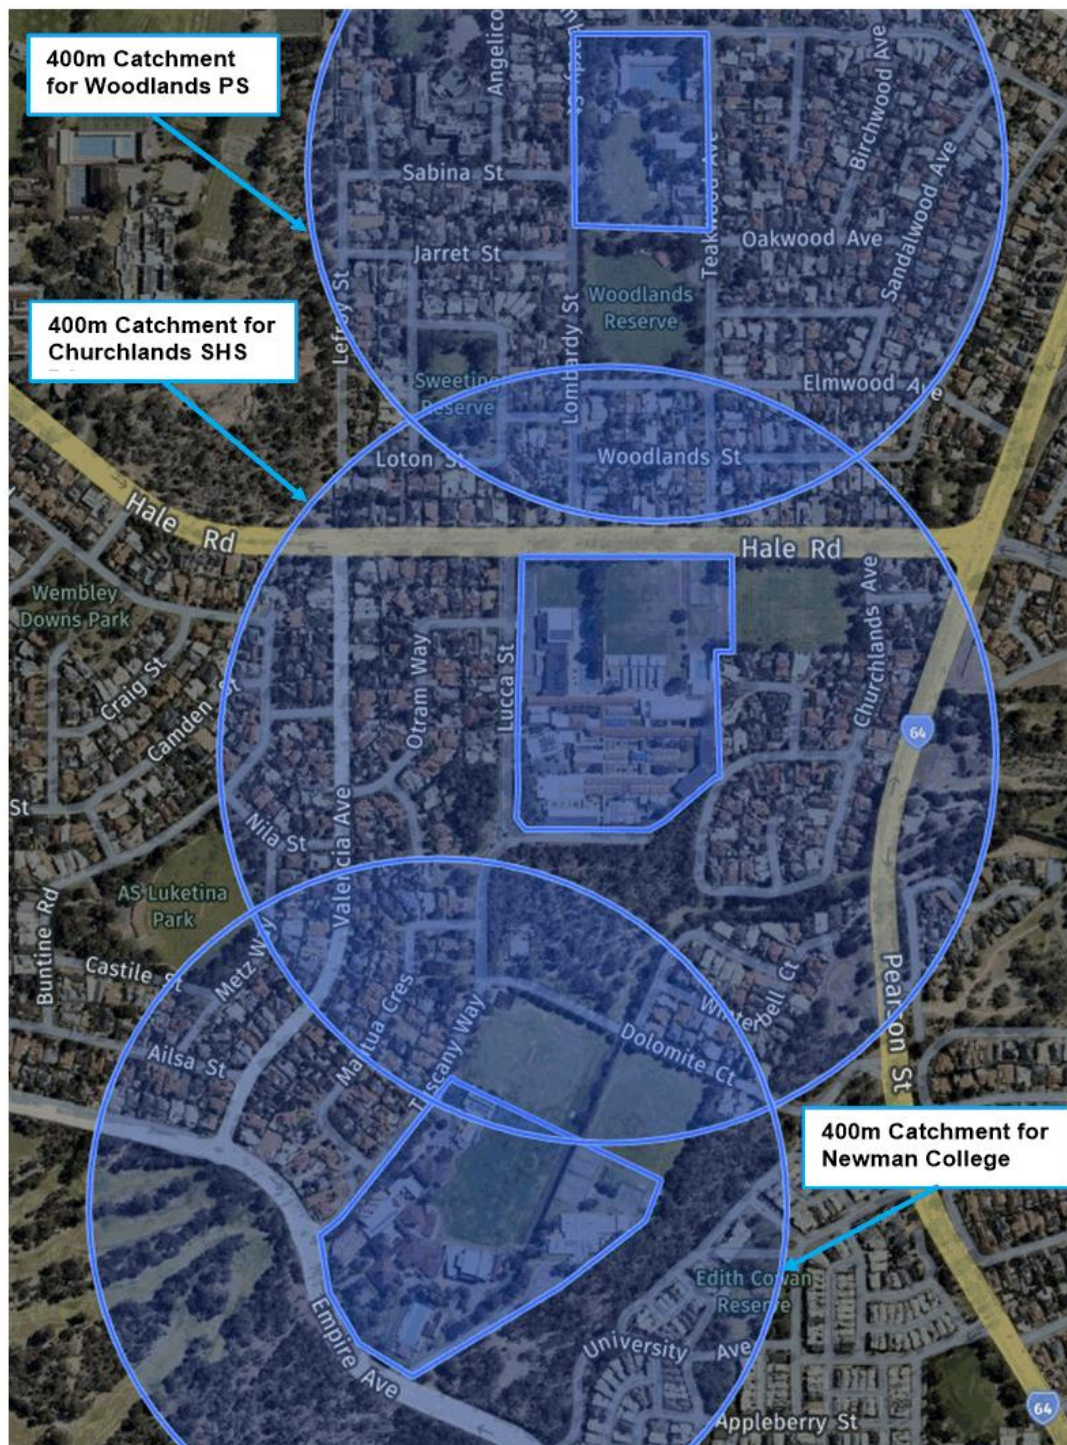 400m Catchment
for Woodlands PS
Angelico
Birchwood Ave
Sabina St
Teakwood Ave
Oakwood Ave
Sandalwood Ave
Jarret St
Woodlands
Reserve
Lombardy St
400m Catchment for
Churchlands SHS
Lefroy St
Sweeting
Reserve
Elmwood Ave
Loton St
Woodlands St
Hale Rd
Hale Rd
Wembley
Downs Park
Craig St
Camden St
Otram Way
Lucca St
Churchlands Ave
64
St
Nila St
Valencia Ave
AS Luketina
Park
Buntine Rd
Castile St
Metz Way
Mantua Cres
Tuscany Way
Winterbell Ct
Dolomite Ct
Pearson St
Ailsa St
400m Catchment for
Newman College
Edith Cowan
Reserve
Empire Ave
University Ave
Appleberry St
64